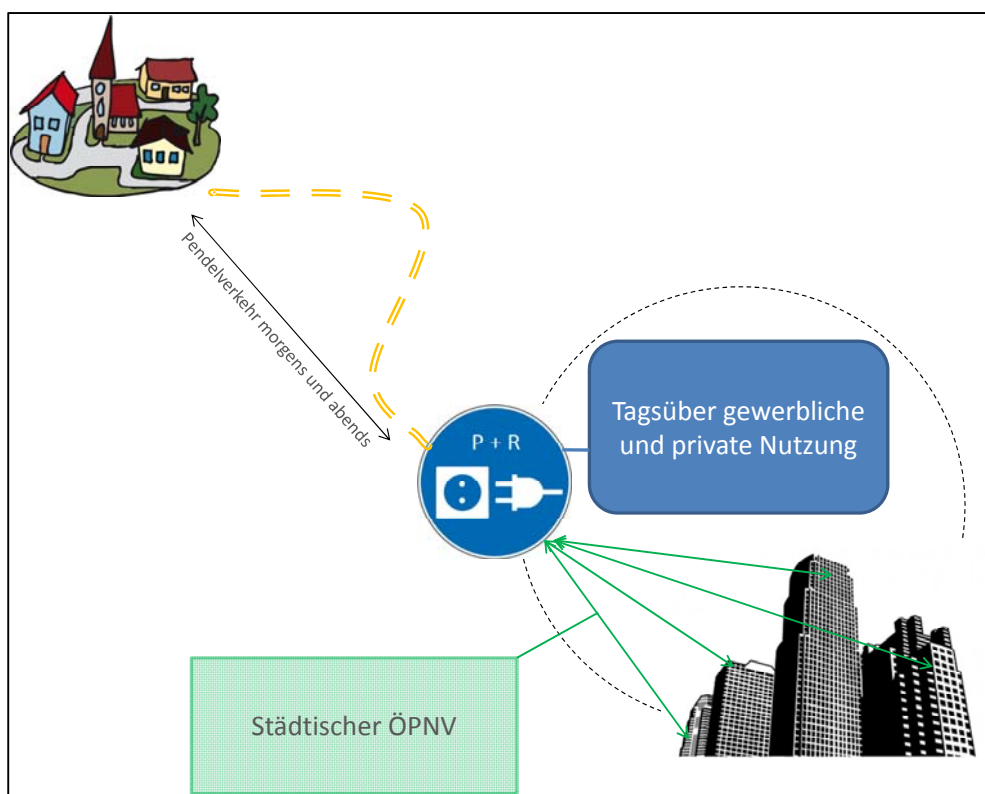 Pendelverkehr morgens und abends
P + R
Tagsüber gewerbliche
und private Nutzung
Städtischer ÖPNV